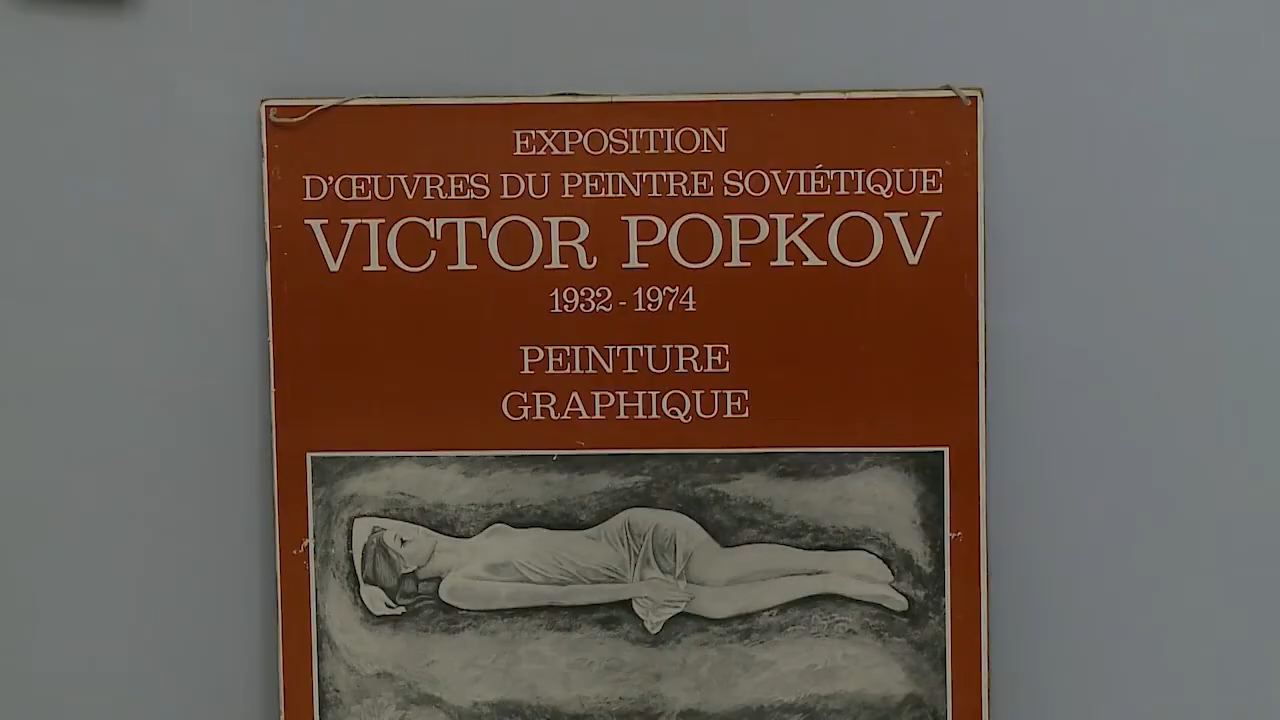 EXPOSITION
D'ŒUVRES DU PEINTRE SOVIÉTIQUE
VICTOR POPKOV
1932 - 1974
PEINTURE
GRAPHIQUE